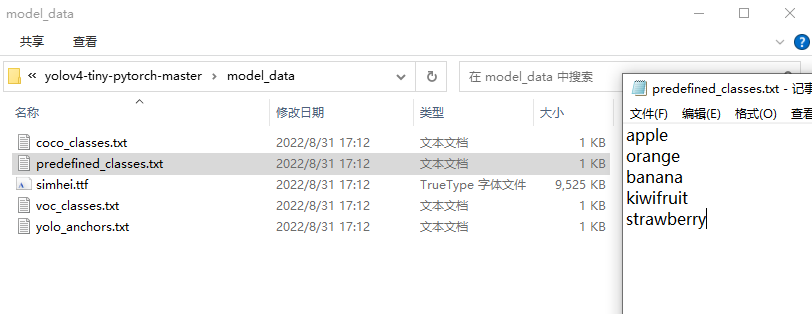 model_data
共享 查看
« yolov4-tiny-pytorch-master › model_data
在 model_data 中搜索
名称 修改日期 类型 大小
coco_classes.txt 2022/8/31 17:12 文本文档 1 KB
predefined_classes.txt 2022/8/31 17:12 文本文档 1 KB
simhei.ttf 2022/8/31 17:12 TrueType 字体文件 9,525 KB
voc_classes.txt 2022/8/31 17:12 文本文档 1 KB
yolo_anchors.txt 2022/8/31 17:12 文本文档 1 KB
predefined_classes.txt - 记事
文件(F) 编辑(E) 格式(O) 查看
apple
orange
banana
kiwifruit
strawberry